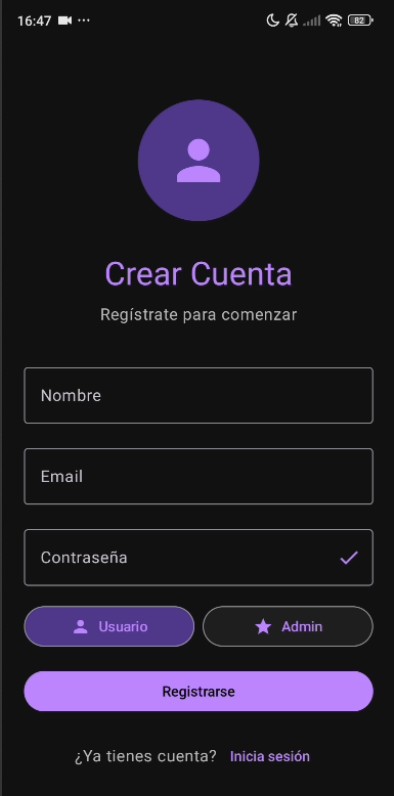 16:47
82
Crear Cuenta
Regístrate para comenzar
Nombre
Email
Contraseña
Usuario Admin
Registrarse
¿Ya tienes cuenta? Inicia sesión